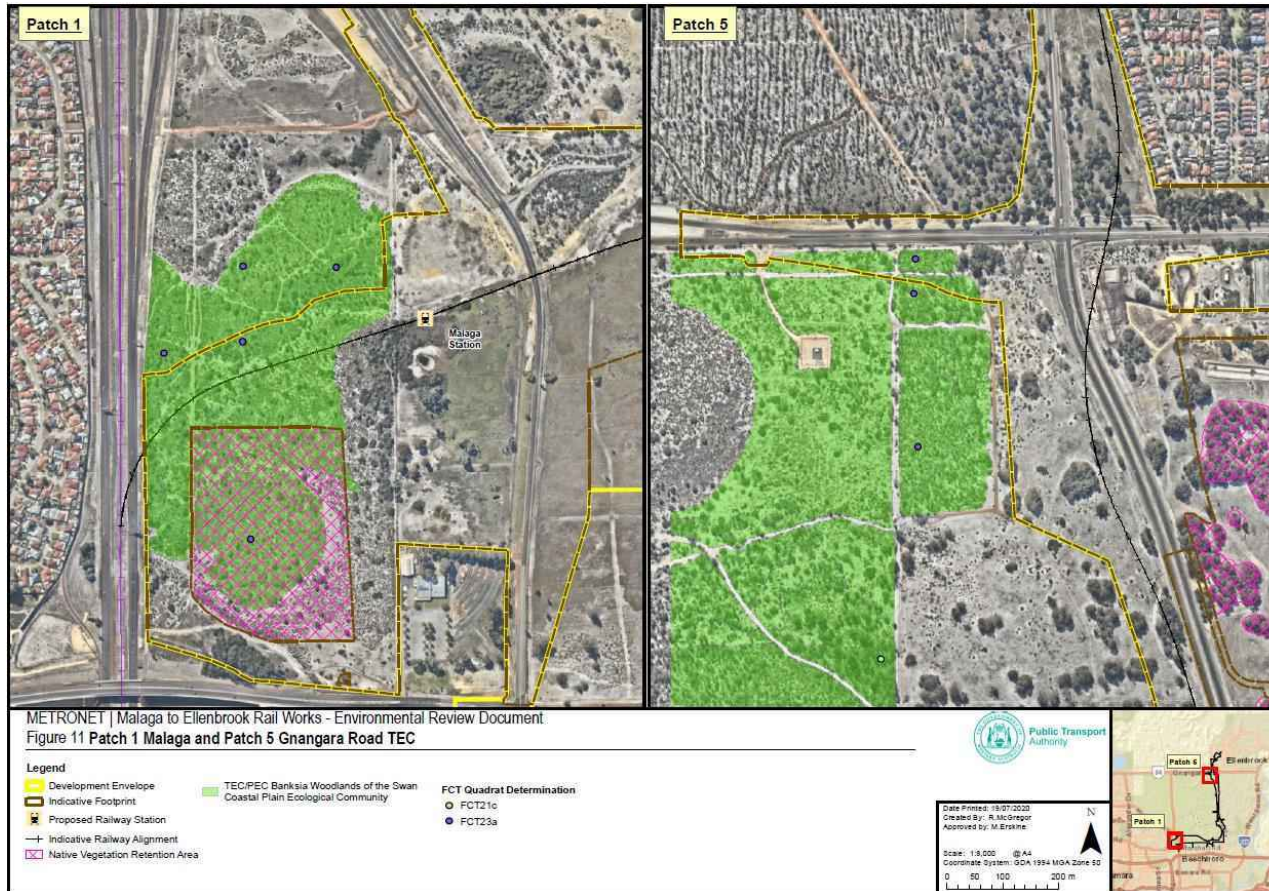 Patch 1
Patch 5
Malaga
Station
METRONET | Malaga to Ellenbrook Rail Works - Environmental Review Document
Figure 11 Patch 1 Malaga and Patch 5 Gnangara Road TEC
Legend
Development Envelope
Indicative Footprint
Proposed Railway Station
Indicative Railway Alignment
Native Vegetation Retention Area
TEC/PEC Banksia Woodlands of the Swan
Coastal Plain Ecological Community
FCT Quadrat Determination
FCT21c
FCT23a
Public Transport
Authority
Date Printed: 19/07/2020
Created By: R.McGregor
Approved by: M.Erskine
N
Scale: 1:8,000 @A4
Coordinate System: GDA 1994 MGA Zone 50
0 50 100 200 m
Ellenbrook
Patch 1
Beechboro